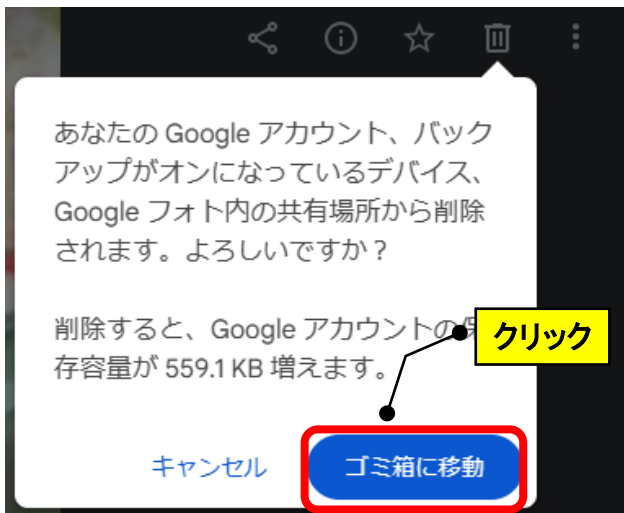 あなたの Google アカウント、バック
アップがオンになっているデバイス、
Google フォト内の共有場所から削除
されます。よろしいですか？
削除すると、Google アカウントの保
存容量が 559.1 KB 増えます。
クリック
キャンセル
ゴミ箱に移動